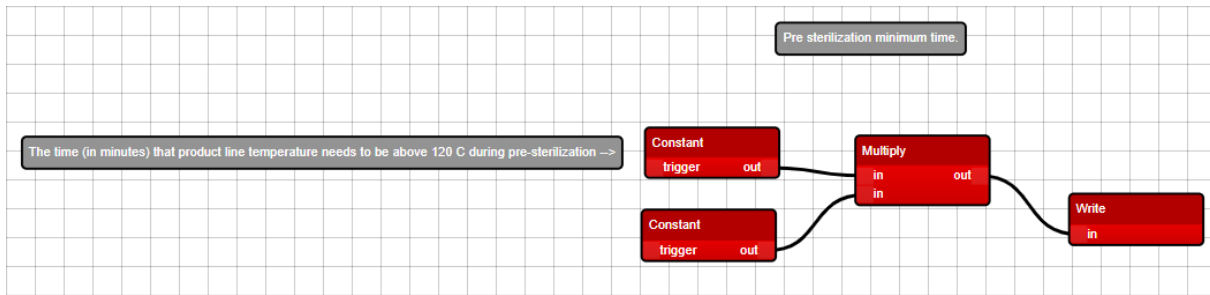 Pre sterilization minimum time.
The time (in minutes) that product line temperature needs to be above 120 C during pre-sterilization -->
Constant
trigger out
Multiply
in out
in
Constant
trigger out
Write
in